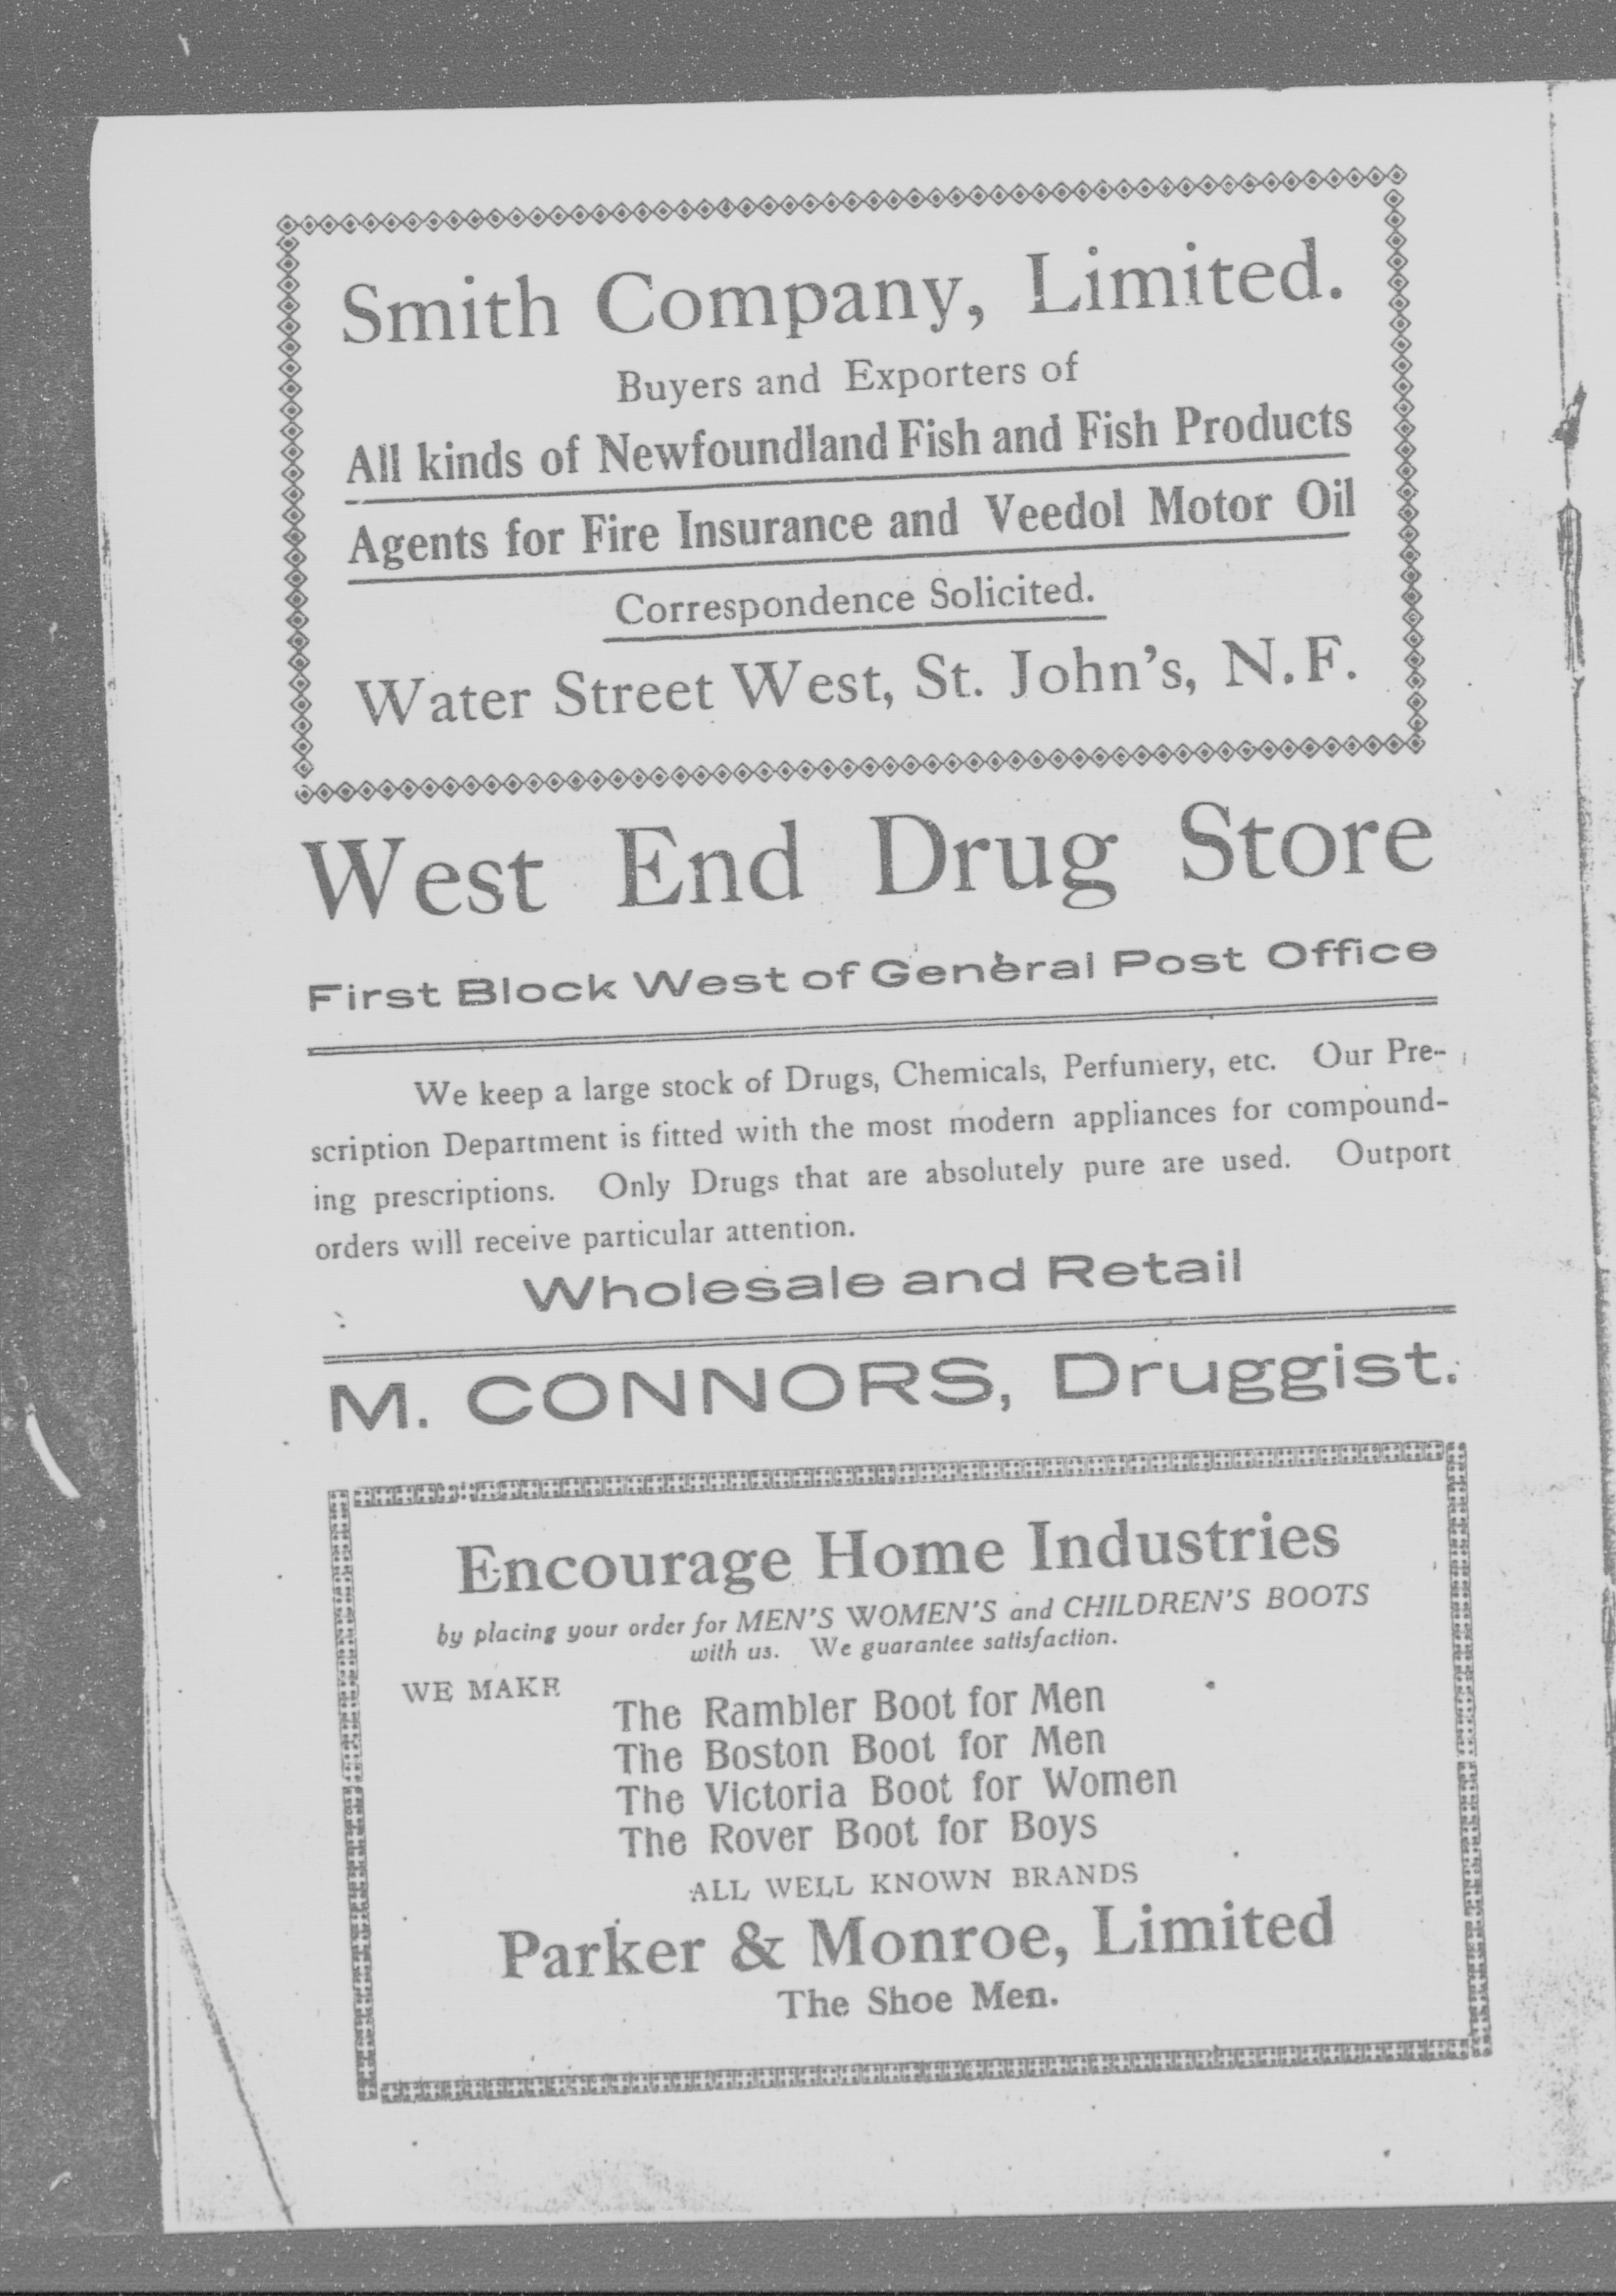 Smith Company, Limited.
Buyers and Exporters of
All kinds of Newfoundland Fish and Fish Products
Agents for Fire Insurance and Veedol Motor Oil
Correspondence Solicited.
Water Street West, St. John's, N.F.
West End Drug Store
First Block West of General Post Office
We keep a large stock of Drugs, Chemicals, Perfumery, etc. Our Pre-
scription Department is fitted with the most modern appliances for compound-
ing prescriptions. Only Drugs that are absolutely pure are used. Outport
orders will receive particular attention.
Wholesale and Retail
M. CONNORS, Druggist.
Encourage Home Industries
by placing your order for MEN'S WOMEN'S and CHILDREN'S BOOTS
with us. We guarantee satisfaction.
WE MAKE
The Rambler Boot for Men
The Boston Boot for Men
The Victoria Boot for Women
The Rover Boot for Boys
ALL WELL KNOWN BRANDS
Parker & Monroe, Limited
The Shoe Men.